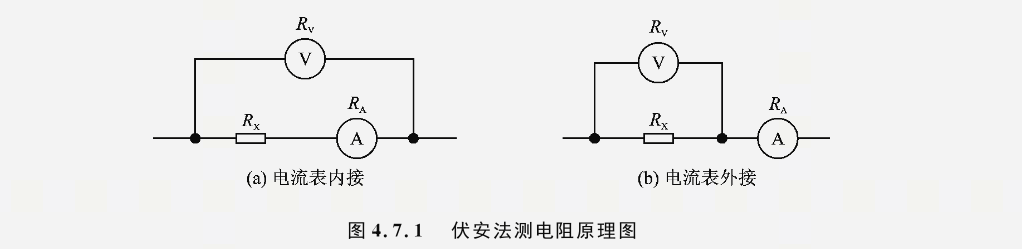 R_V
V
R_X
R_A
A
(a) 电流表内接
R_V
V
R_X
R_A
A
(b) 电流表外接
图 4.7.1 伏安法测电阻原理图